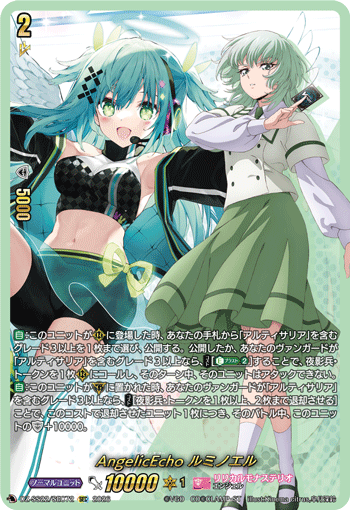 2
5000
自:このユニットがRに登場した時、あなたの手札から「アルティサリア」を含む
グレード3以上を1枚まで選び、公開する。公開したか、あなたのヴァンガードが
「アルティサリア」を含むグレード3以上なら、【コスト】することで、夜影兵
トークンを1枚Rにコールし、そのターン中、そのユニットはアタックできない。
自:このユニットがGに置かれた時、あなたのヴァンガードが「アルティサリア」
を含むグレード3以上なら、【夜影兵トークンを1枚以上、2枚まで退却させる】
ことで、このコストで退却させたユニット1枚につき、そのバトル中、このユニット
の+10000。
AngelicEcho ルミノエル
ノーマルユニット
10000
1
リリカルモナステリオ
エンジェル
2026